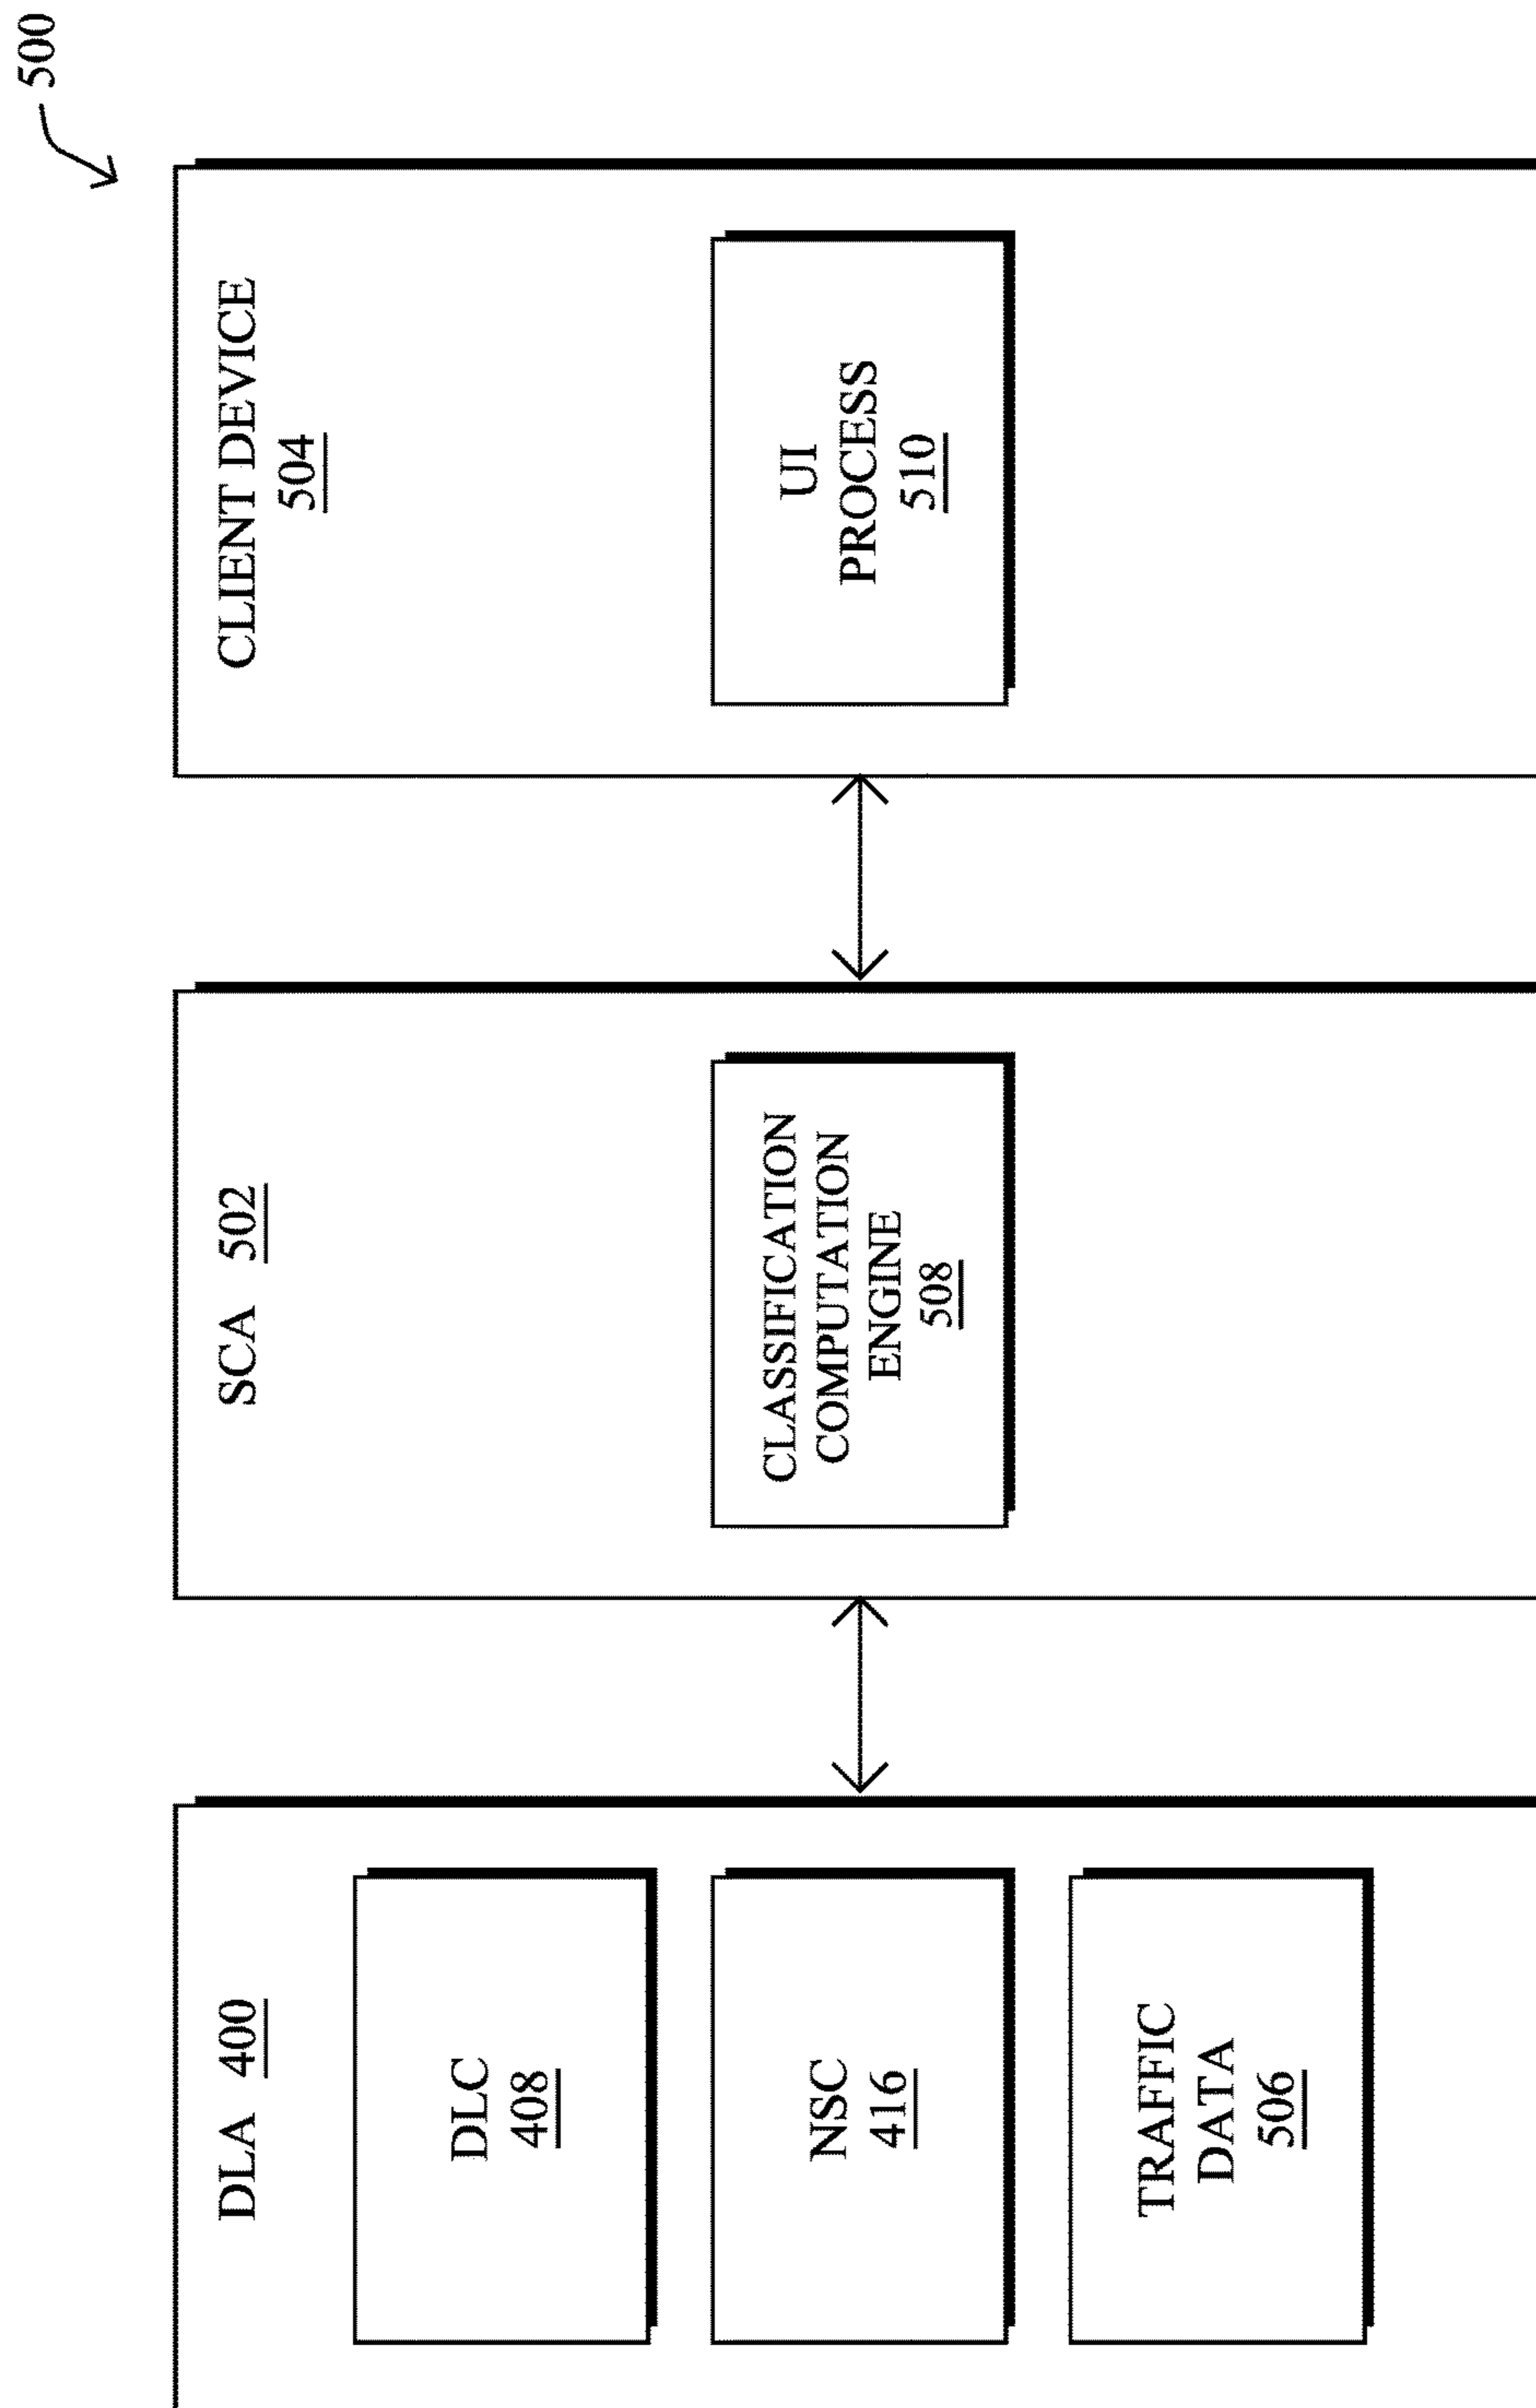 500
DLA 400
DLC
408
NSC
416
TRAFFIC
DATA
506
SCA 502
CLASSIFICATION
COMPUTATION
ENGINE
508
CLIENT DEVICE
504
UI
PROCESS
510